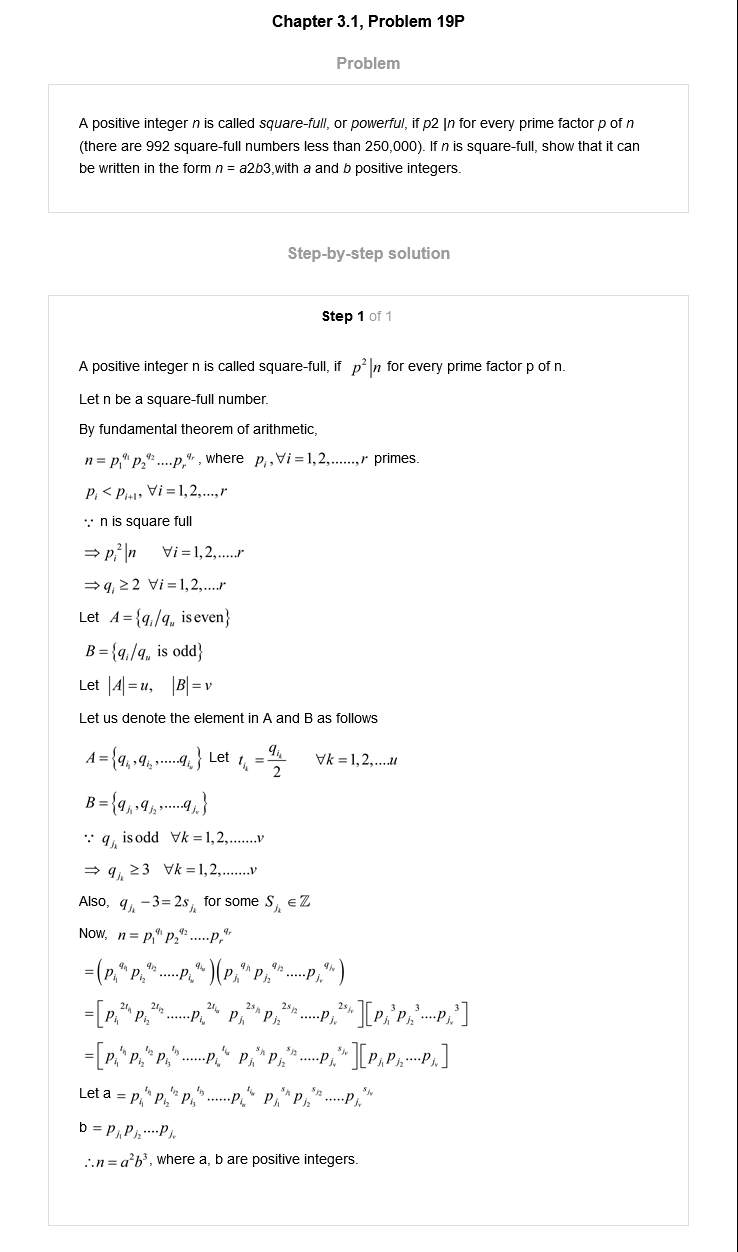 Chapter 3.1, Problem 19P
Problem
A positive integer n is called square-full, or powerful, if p2 |n for every prime factor p of n
(there are 992 square-full numbers less than 250,000). If n is square-full, show that it can
be written in the form n = a2b3,with a and b positive integers.
Step-by-step solution
Step 1 of 1
A positive integer n is called square-full, if $p^2|n$ for every prime factor p of n.
Let n be a square-full number.
By fundamental theorem of arithmetic,
$n = p_1^{q_1} p_2^{q_2} .... p_r^{q_r}$, where $p_i, \forall i = 1, 2, ......, r$ primes.
$p_i < p_{i+1}, \forall i = 1, 2, ..., r$
∵ n is square full
$\Rightarrow p_i^2|n \quad \forall i = 1, 2, .....r$
$\Rightarrow q_i \geq 2 \; \forall i = 1, 2, ....r$
Let $A = \{q_i/q_u \text{ is even}\}$
$B = \{q_i/q_u \text{ is odd}\}$
Let $|A| = u, \quad |B| = v$
Let us denote the element in A and B as follows
$A = \{q_{i_1}, q_{i_2}, .....q_{i_u}\}$ Let $t_{i_k} = \frac{q_{i_k}}{2} \quad \forall k = 1, 2, ....u$
$B = \{q_{j_1}, q_{j_2}, .....q_{j_v}\}$
∵ $q_{j_k}$ is odd $\forall k = 1, 2, .......v$
$\Rightarrow q_{j_k} \geq 3 \; \forall k = 1, 2, .......v$
Also, $q_{j_k} - 3 = 2s_{j_k}$ for some $S_{j_k} \in \mathbb{Z}$
Now, $n = p_1^{q_1} p_2^{q_2} .....p_r^{q_r}$
$= \left(p_{i_1}^{q_{i_1}} p_{i_2}^{q_{i_2}} .....p_{i_u}^{q_{i_u}}\right)\left(p_{j_1}^{q_{j_1}} p_{j_2}^{q_{j_2}} .....p_{j_v}^{q_{j_v}}\right)$
$= \left[p_{i_1}^{2t_{i_1}} p_{i_2}^{2t_{i_2}} ......p_{i_u}^{2t_{i_u}} \; p_{j_1}^{2s_{j_1}} p_{j_2}^{2s_{j_2}} .....p_{j_v}^{2s_{j_v}}\right]\left[p_{j_1}^3 p_{j_2}^3 ....p_{j_v}^3\right]$
$= \left[p_{i_1}^{t_{i_1}} p_{i_2}^{t_{i_2}} p_{i_3}^{t_{i_3}} ......p_{i_u}^{t_{i_u}} \; p_{j_1}^{s_{j_1}} p_{j_2}^{s_{j_2}} .....p_{j_v}^{s_{j_v}}\right]\left[p_{j_1} p_{j_2} ....p_{j_v}\right]$
Let a $= p_{i_1}^{t_{i_1}} p_{i_2}^{t_{i_2}} p_{i_3}^{t_{i_3}} ......p_{i_u}^{t_{i_u}} \; p_{j_1}^{s_{j_1}} p_{j_2}^{s_{j_2}} .....p_{j_v}^{s_{j_v}}$
b $= p_{j_1} p_{j_2} ....p_{j_v}$
$\therefore n = a^2b^3$, where a, b are positive integers.